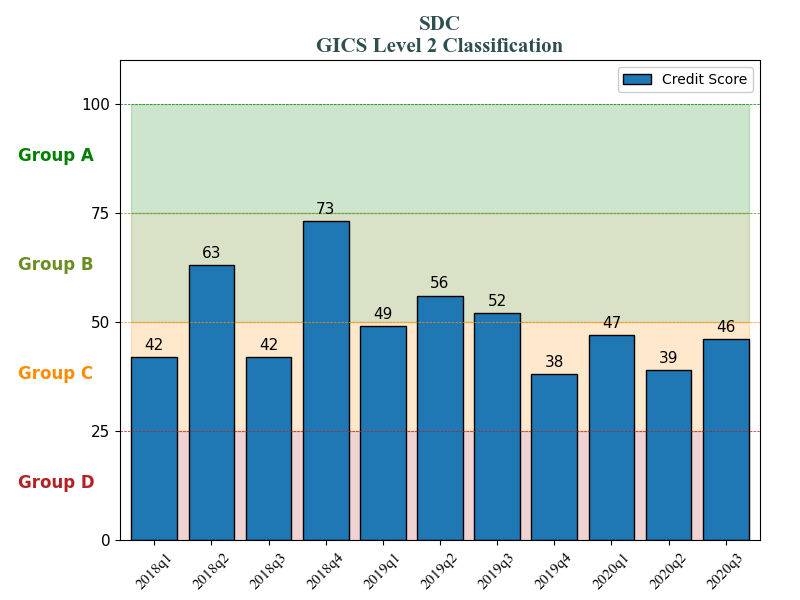 SDC
GICS Level 2 Classification
Credit Score
100
Group A
75
73
63
Group B
56
52
50
49
47
46
42
42
39
38
Group C
25
Group D
0
2018q1
2018q2
2018q3
2018q4
2019q1
2019q2
2019q3
2019q4
2020q1
2020q2
2020q3